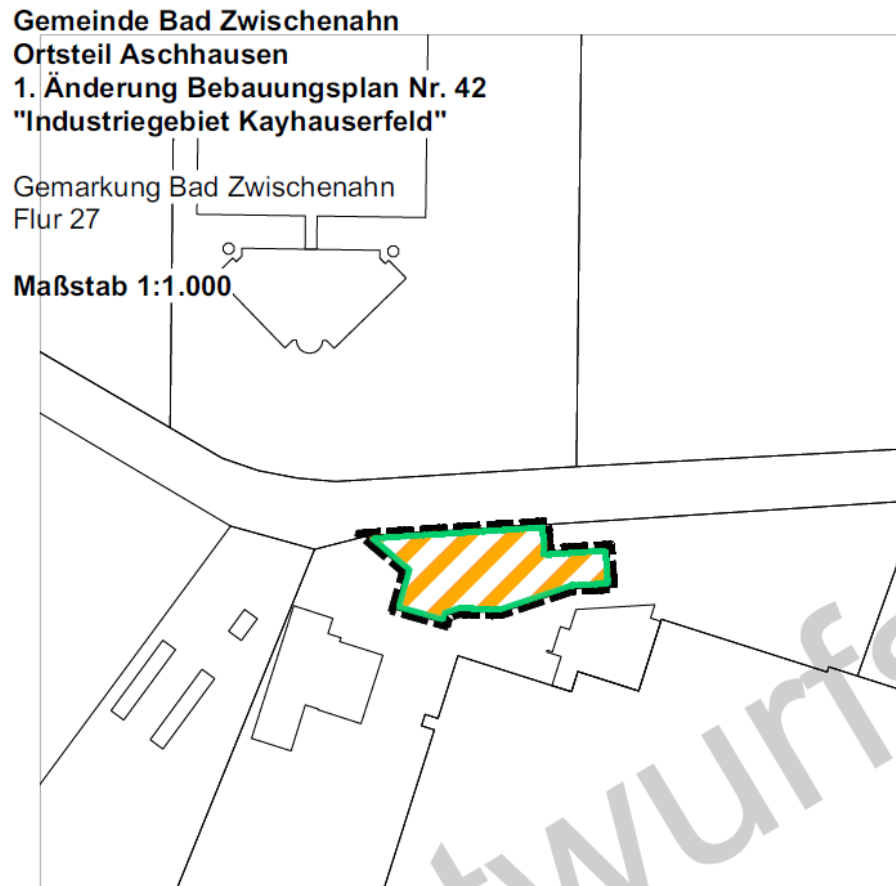 Gemeinde Bad Zwischenahn
Ortsteil Aschhausen
1. Änderung Bebauungsplan Nr. 42
"Industriegebiet Kayhauserfeld"
Gemarkung Bad Zwischenahn
Flur 27
Maßstab 1:1.000